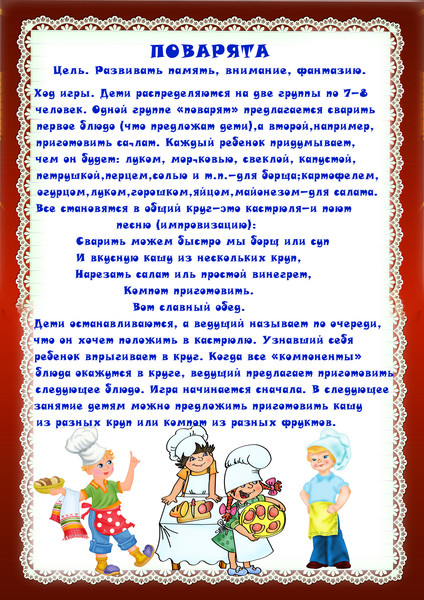 ПОВАРЯТА
Цель. Развивать память, внимание, фантазию.
Ход игры. Дети распределяются на две группы по 7-8
человек. Одной группе «поварят» предлагается сварить
первое блюдо (что предложат дети),а второй,например,
приготовить салат. Каждый ребенок придумывает,
чем он будет: луком, морковью, свеклой, капустой,
петрушкой,перцем,солью и т.п.-для борща;картофелем,
огурцом,луком,горошком,яйцом,майонезом-для салата.
Все становятся в общий круг-это кастрюля-и поют
песню (импровизацию):
Сварить можем быстро мы борщ или суп
И вкусную кашу из нескольких круп,
Нарезать салат иль простой винегрет,
Компот приготовить.
Вот славный обед.
Дети останавливаются, а ведущий называет по очереди,
что он хочет положить в кастрюлю. Узнавший себя
ребенок впрыгивает в круг. Когда все «компоненты»
блюда окажутся в круге, ведущий предлагает приготовить
следующее блюдо. Игра начинается сначала. В следующее
занятие детям можно предложить приготовить кашу
из разных круп или компот из разных фруктов.